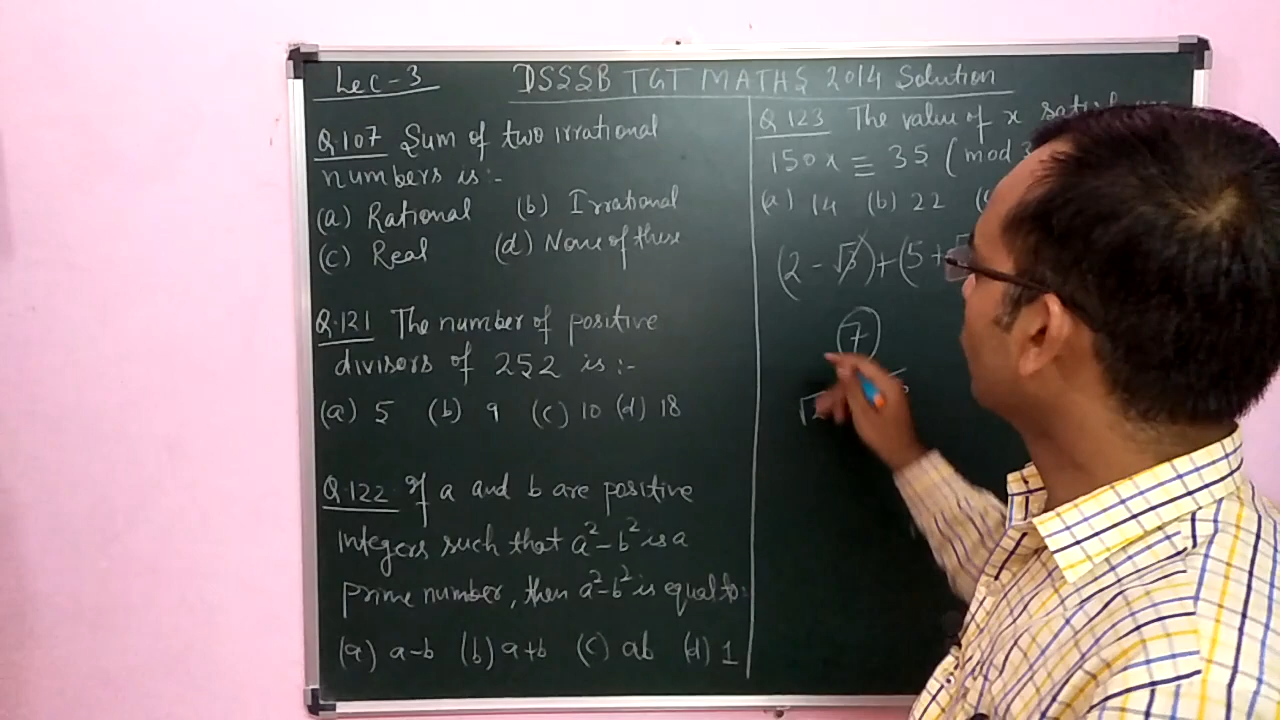 Lec-3
DSSSB TGT MATHS 2014 Solution
Q.107 Sum of two irrational
numbers is:-
(a) Rational (b) Irrational
(c) Real (d) None of these
Q.121 The number of positive
divisors of 252 is :-
(a) 5 (b) 9 (c) 10 (d) 18
Q.122 If a and b are positive
integers such that a²-b² is a
prime number, then a²-b² is equal to:
(a) a-b (b) a+b (c) ab (d) 1
Q.123 The value of x
150x ≡ 35 (mod 3
(a) 14 (b) 22
(2 - √3) + (5 +
7